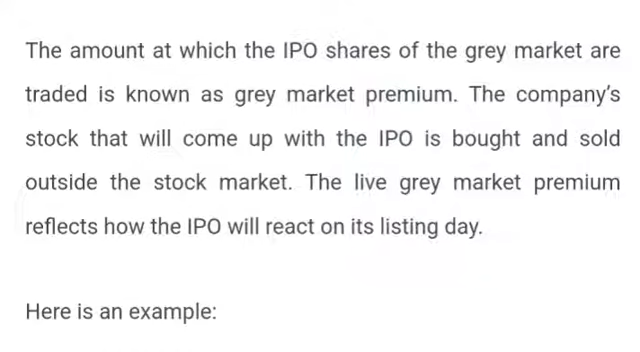 The amount at which the IPO shares of the grey market are
traded is known as grey market premium. The company's
stock that will come up with the IPO is bought and sold
outside the stock market. The live grey market premium
reflects how the IPO will react on its listing day.
Here is an example: